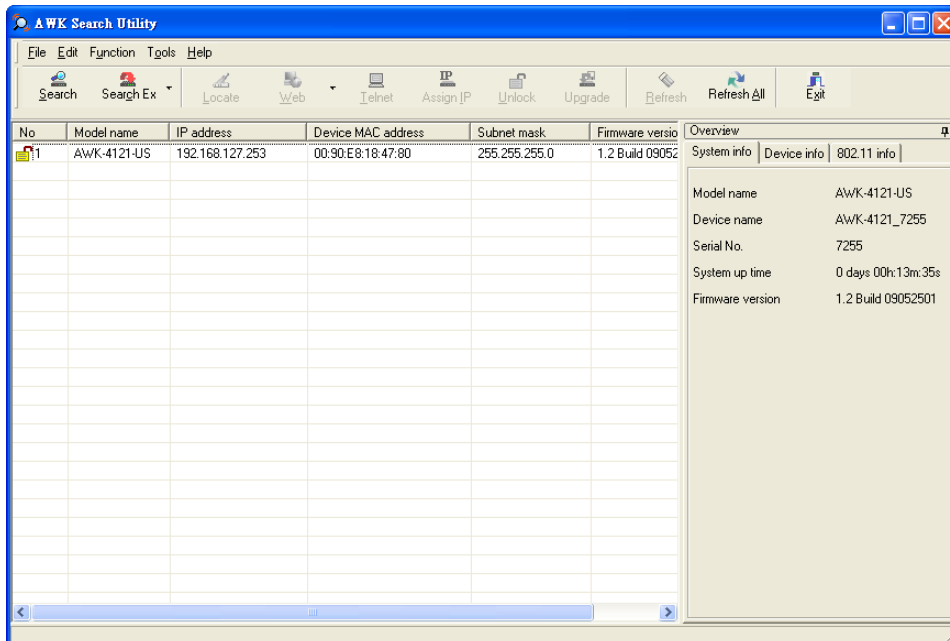 AWK Search Utility
File Edit Function Tools Help
Search Search Ex Locate Web Telnet Assign IP Unlock Upgrade Refresh Refresh All Exit
No Model name IP address Device MAC address Subnet mask Firmware versio
1 AWK-4121-US 192.168.127.253 00:90:E8:18:47:80 255.255.255.0 1.2 Build 09052
Overview
System info Device info 802.11 info
Model name AWK-4121-US
Device name AWK-4121_7255
Serial No. 7255
System up time 0 days 00h:13m:35s
Firmware version 1.2 Build 09052501